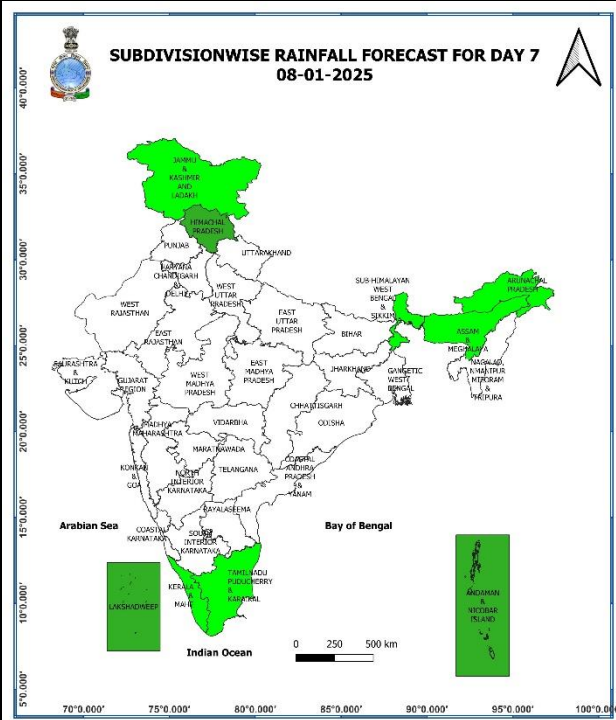 SUBDIVISIONWISE RAINFALL FORECAST FOR DAY 7
08-01-2025
40°0.000'
35°0.000'
30°0.000'
25°0.000'
20°0.000'
15°0.000'
10°0.000'
5°0.000'
JAMMU
&
KASHMIR
AND
LADAKH
HIMACHAL
PRADESH
PUNJAB
UTTARAKHAND
HARYANA
CHANDIGARH
&
DELHI
WEST
UTTAR
PRADESH
WEST
RAJASTHAN
EAST
RAJASTHAN
EAST
UTTAR
PRADESH
SUB-HIMALAYAN
WEST
BENGAL
&
SIKKIM
ARUNACHAL
PRADESH
ASSAM
&
MEGHALAYA
BIHAR
SAURASHTRA
&
KUTCH
GUJARAT
REGION
WEST
MADHYA
PRADESH
EAST
MADHYA
PRADESH
JHARKHAND
GANGETIC
WEST
BENGAL
&
TRIPURA
CHHATTISGARH
ODISHA
MADHYA
MAHARASHTRA
VIDARBHA
MARATHWADA
KONKAN
&
GOA
NORTH
INTERIOR
KARNATAKA
TELANGANA
COASTAL
ANDHRA
PRADESH
&
YANAM
RAYALASEEMA
Arabian Sea
Bay of Bengal
COASTAL
KARNATAKA
SOUTH
INTERIOR
KARNATAKA
LAKSHADWEEP
KERALA
&
MAHE
TAMILNADU
PUDUCHERRY
&
KARAIKAL
ANDAMAN
&
NICOBAR
ISLAND
Indian Ocean
0 250 500 km
70°0.000' 75°0.000' 80°0.000' 85°0.000' 90°0.000' 95°0.000' 100°0.000'